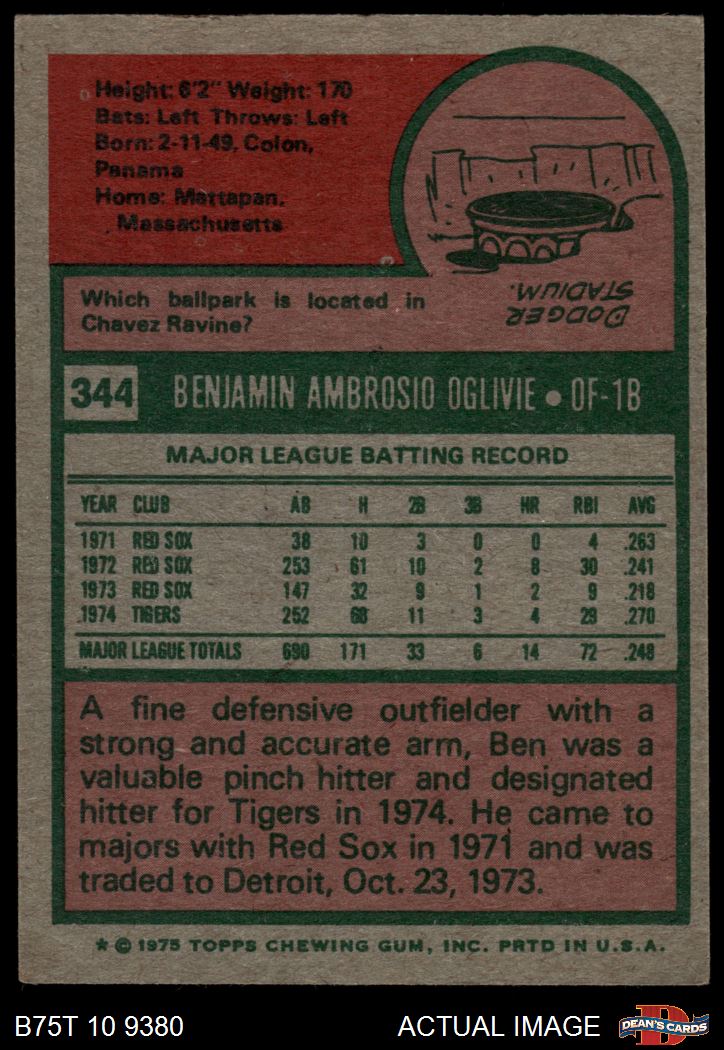 Height: 6'2" Weight: 170
Bats: Left Throws: Left
Born: 2-11-49, Colon,
Panama
Home: Mattapan,
Massachusetts
Which ballpark is located in
Chavez Ravine?
DODGER
STADIUM.
344 BENJAMIN AMBROSIO OGLIVIE • OF-1B
MAJOR LEAGUE BATTING RECORD
YEAR CLUB AB H 2B 3B HR RBI AVG
1971 RED SOX 38 10 3 0 0 4 .263
1972 RED SOX 253 61 10 2 8 30 .241
1973 RED SOX 147 32 9 1 2 9 .218
1974 TIGERS 252 68 11 3 4 29 .270
MAJOR LEAGUE TOTALS 690 171 33 6 14 72 .248
A fine defensive outfielder with a
strong and accurate arm, Ben was a
valuable pinch hitter and designated
hitter for Tigers in 1974. He came to
majors with Red Sox in 1971 and was
traded to Detroit, Oct. 23, 1973.
* © 1975 TOPPS CHEWING GUM, INC. PRTD IN U.S.A.
B75T 10 9380 ACTUAL IMAGE
DEAN'S CARDS